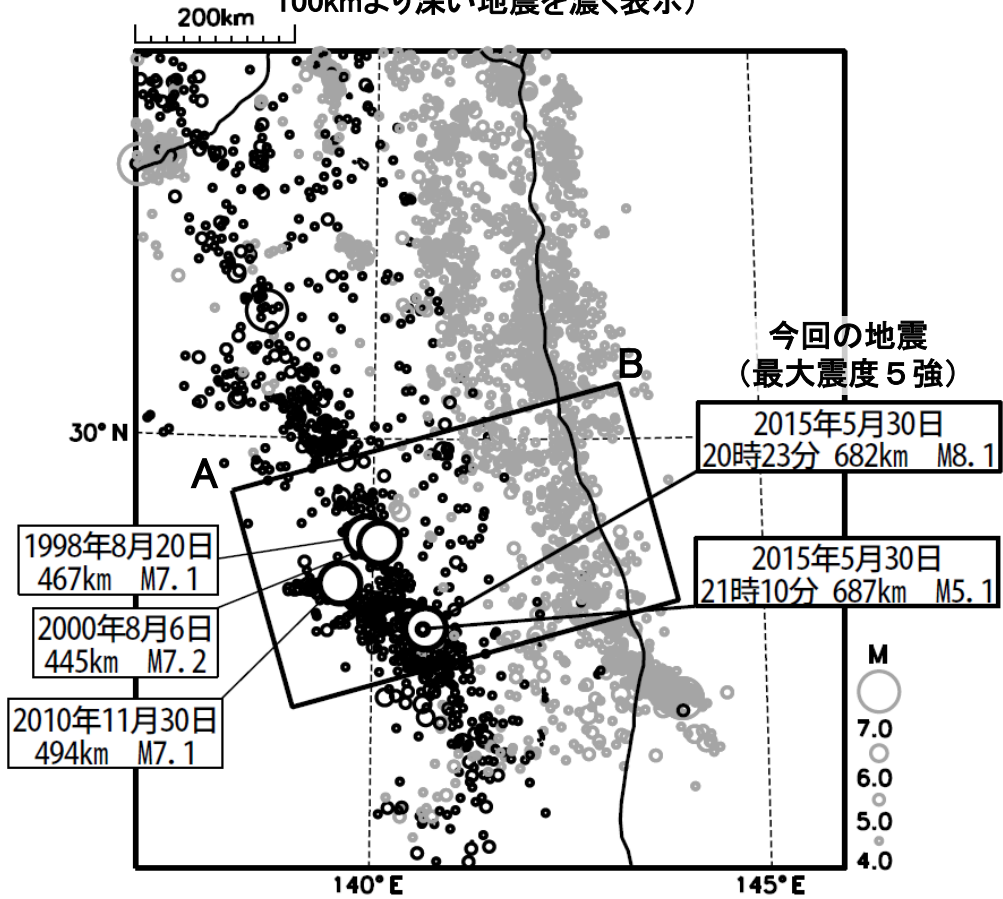 100kmより深い地震を濃く表示）
200km
今回の地震
（最大震度５強）
B
2015年5月30日
20時23分 682km M8.1
30°N
A
1998年8月20日
467km M7.1
2015年5月30日
21時10分 687km M5.1
2000年8月6日
445km M7.2
M
2010年11月30日
494km M7.1
7.0
6.0
5.0
4.0
140°E
145°E